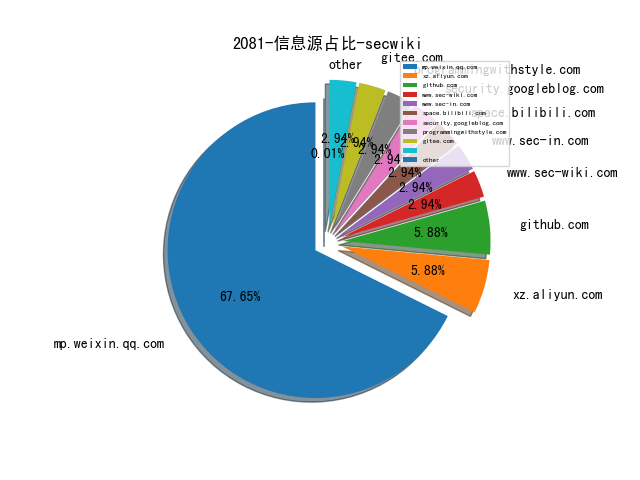 2081-信息源占比-secwiki
other
gitee.com
programmingwithstyle.com
security.googleblog.com
space.bilibili.com
www.sec-in.com
www.sec-wiki.com
github.com
xz.aliyun.com
mp.weixin.qq.com
0.01%
2.94%
2.94%
2.94%
2.94%
2.94%
2.94%
2.94%
5.88%
5.88%
67.65%
mp.weixin.qq.com
xz.aliyun.com
github.com
www.sec-wiki.com
www.sec-in.com
space.bilibili.com
security.googleblog.com
programmingwithstyle.com
gitee.com
other